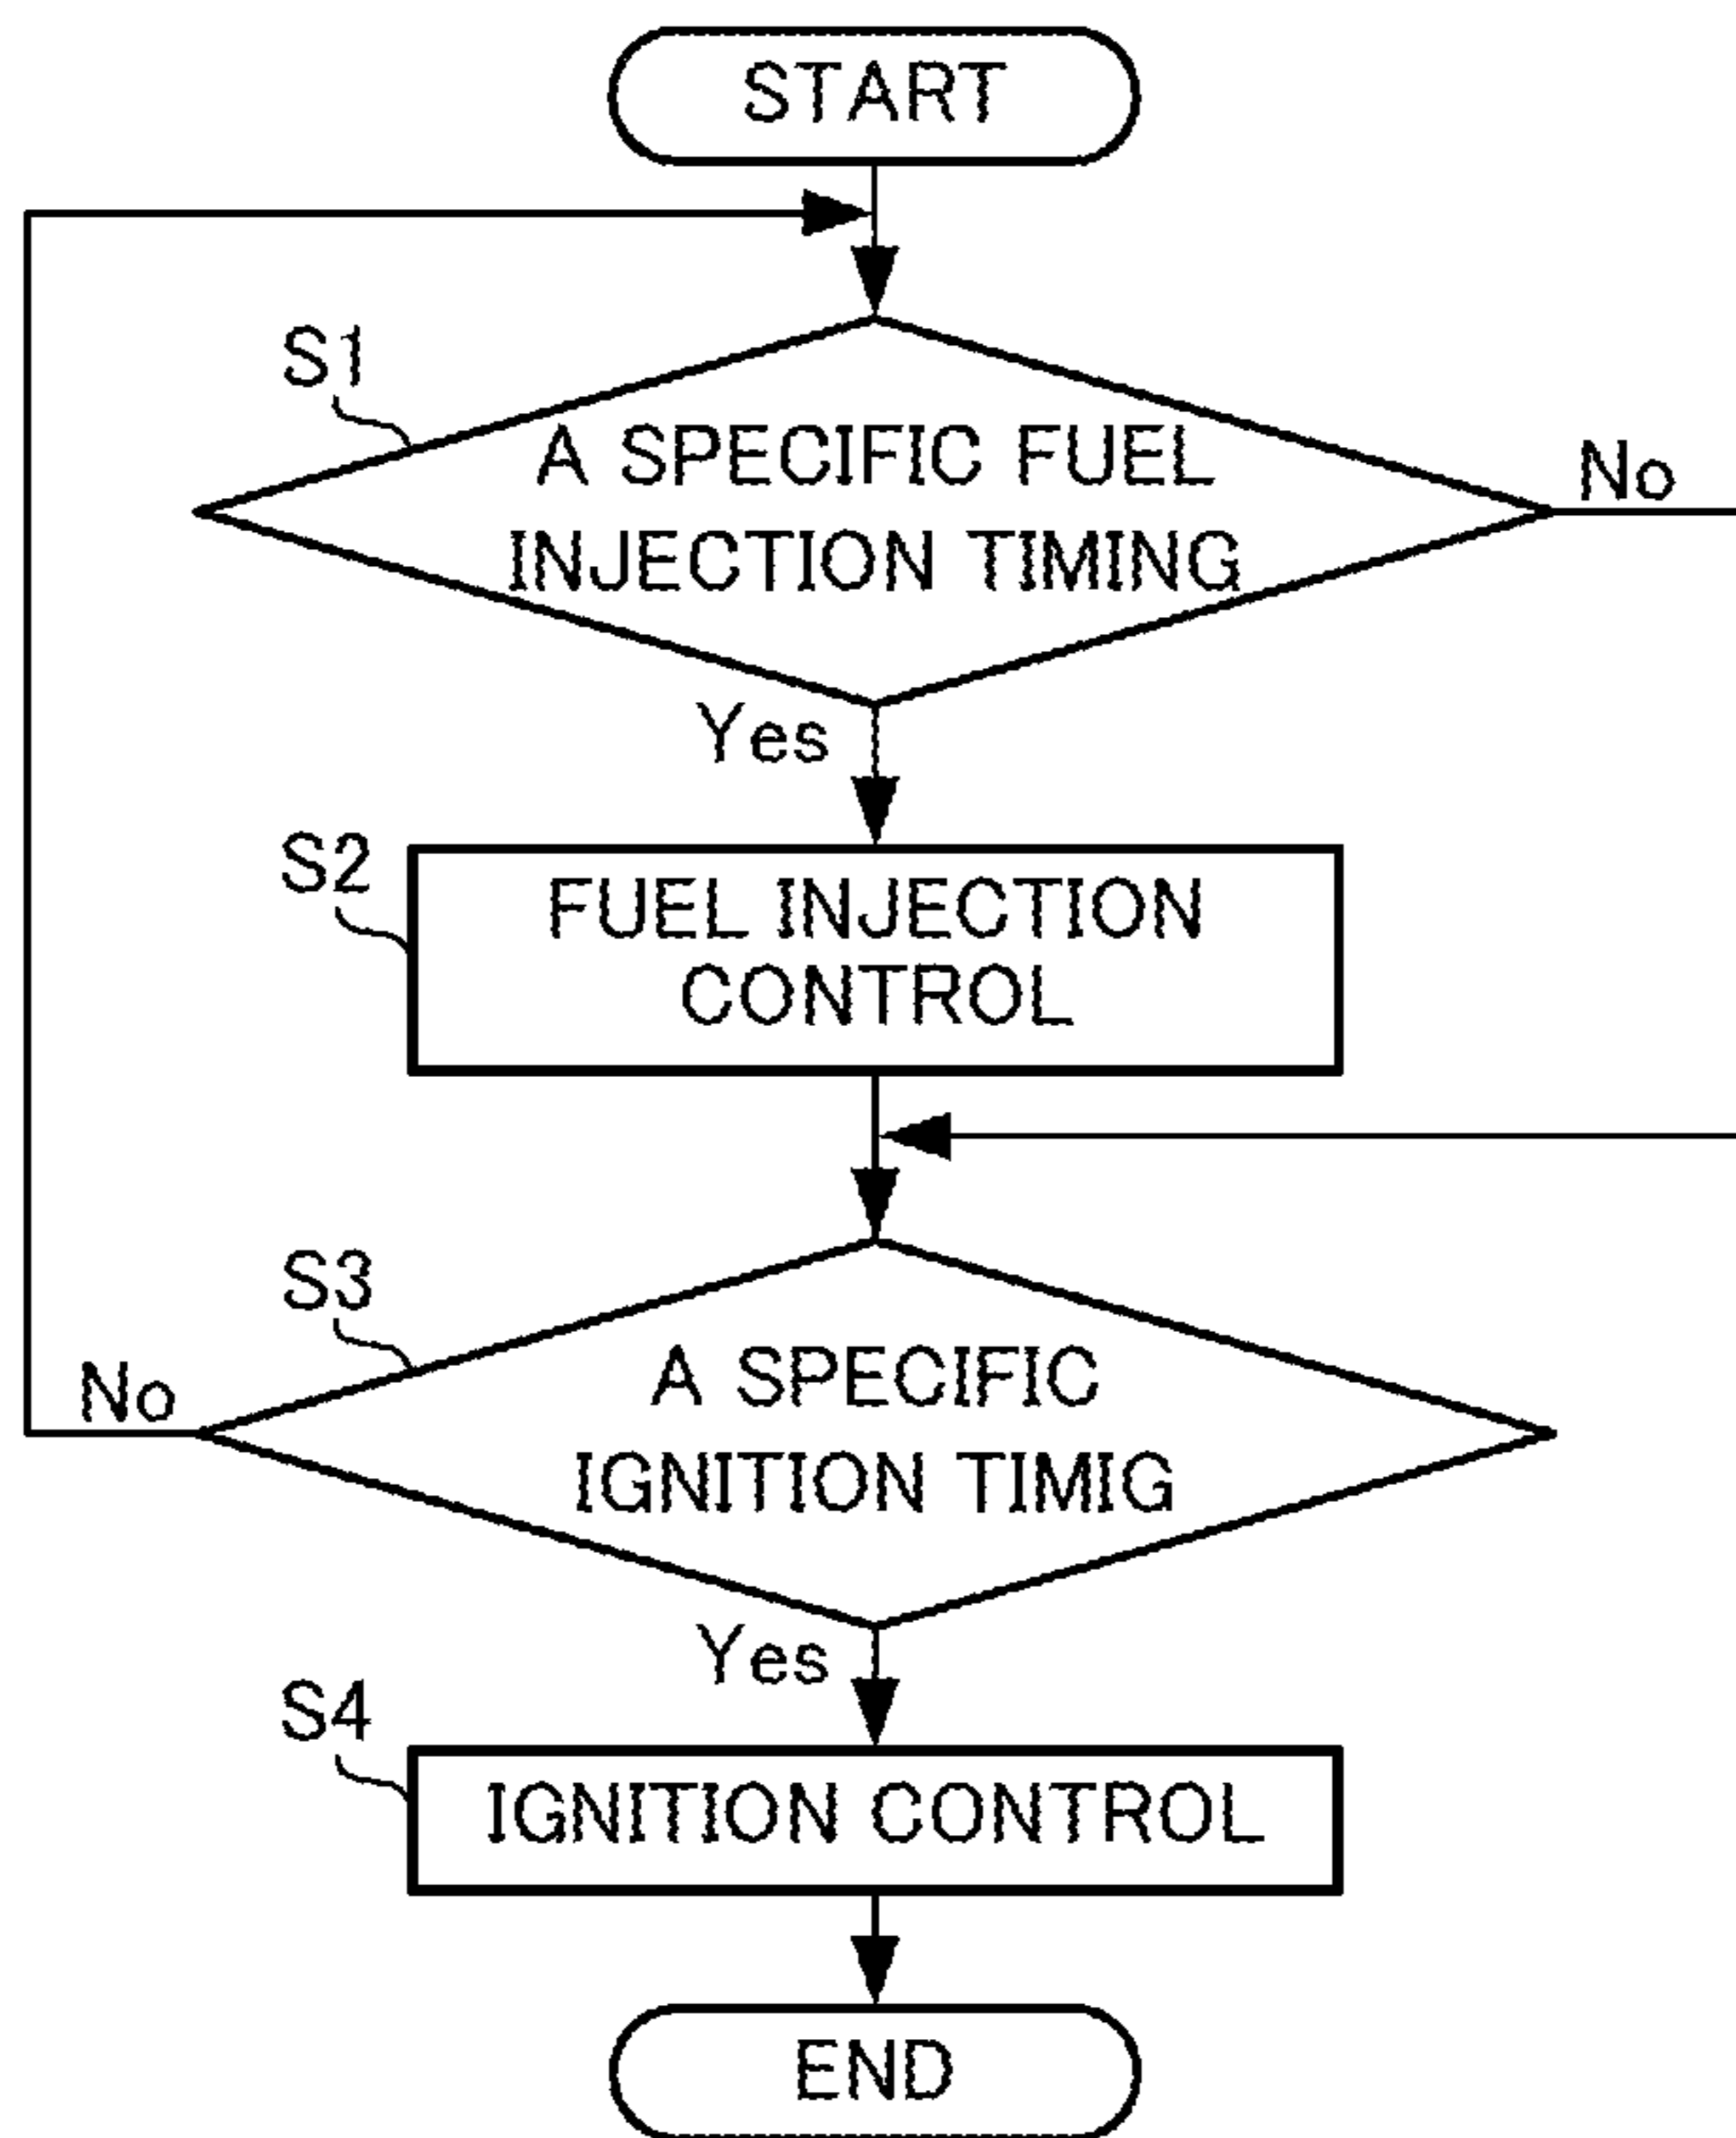 START
S1
A SPECIFIC FUEL
No
INJECTION TIMING
Yes
S2
FUEL INJECTION
CONTROL
S3
A SPECIFIC
No
IGNITION TIMIG
Yes
S4
IGNITION CONTROL
END